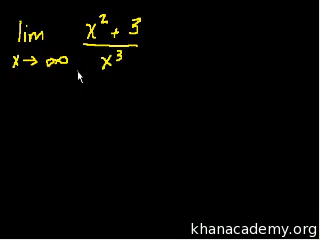 lim x² + 3
x → ∞ x³
khanacademy.org